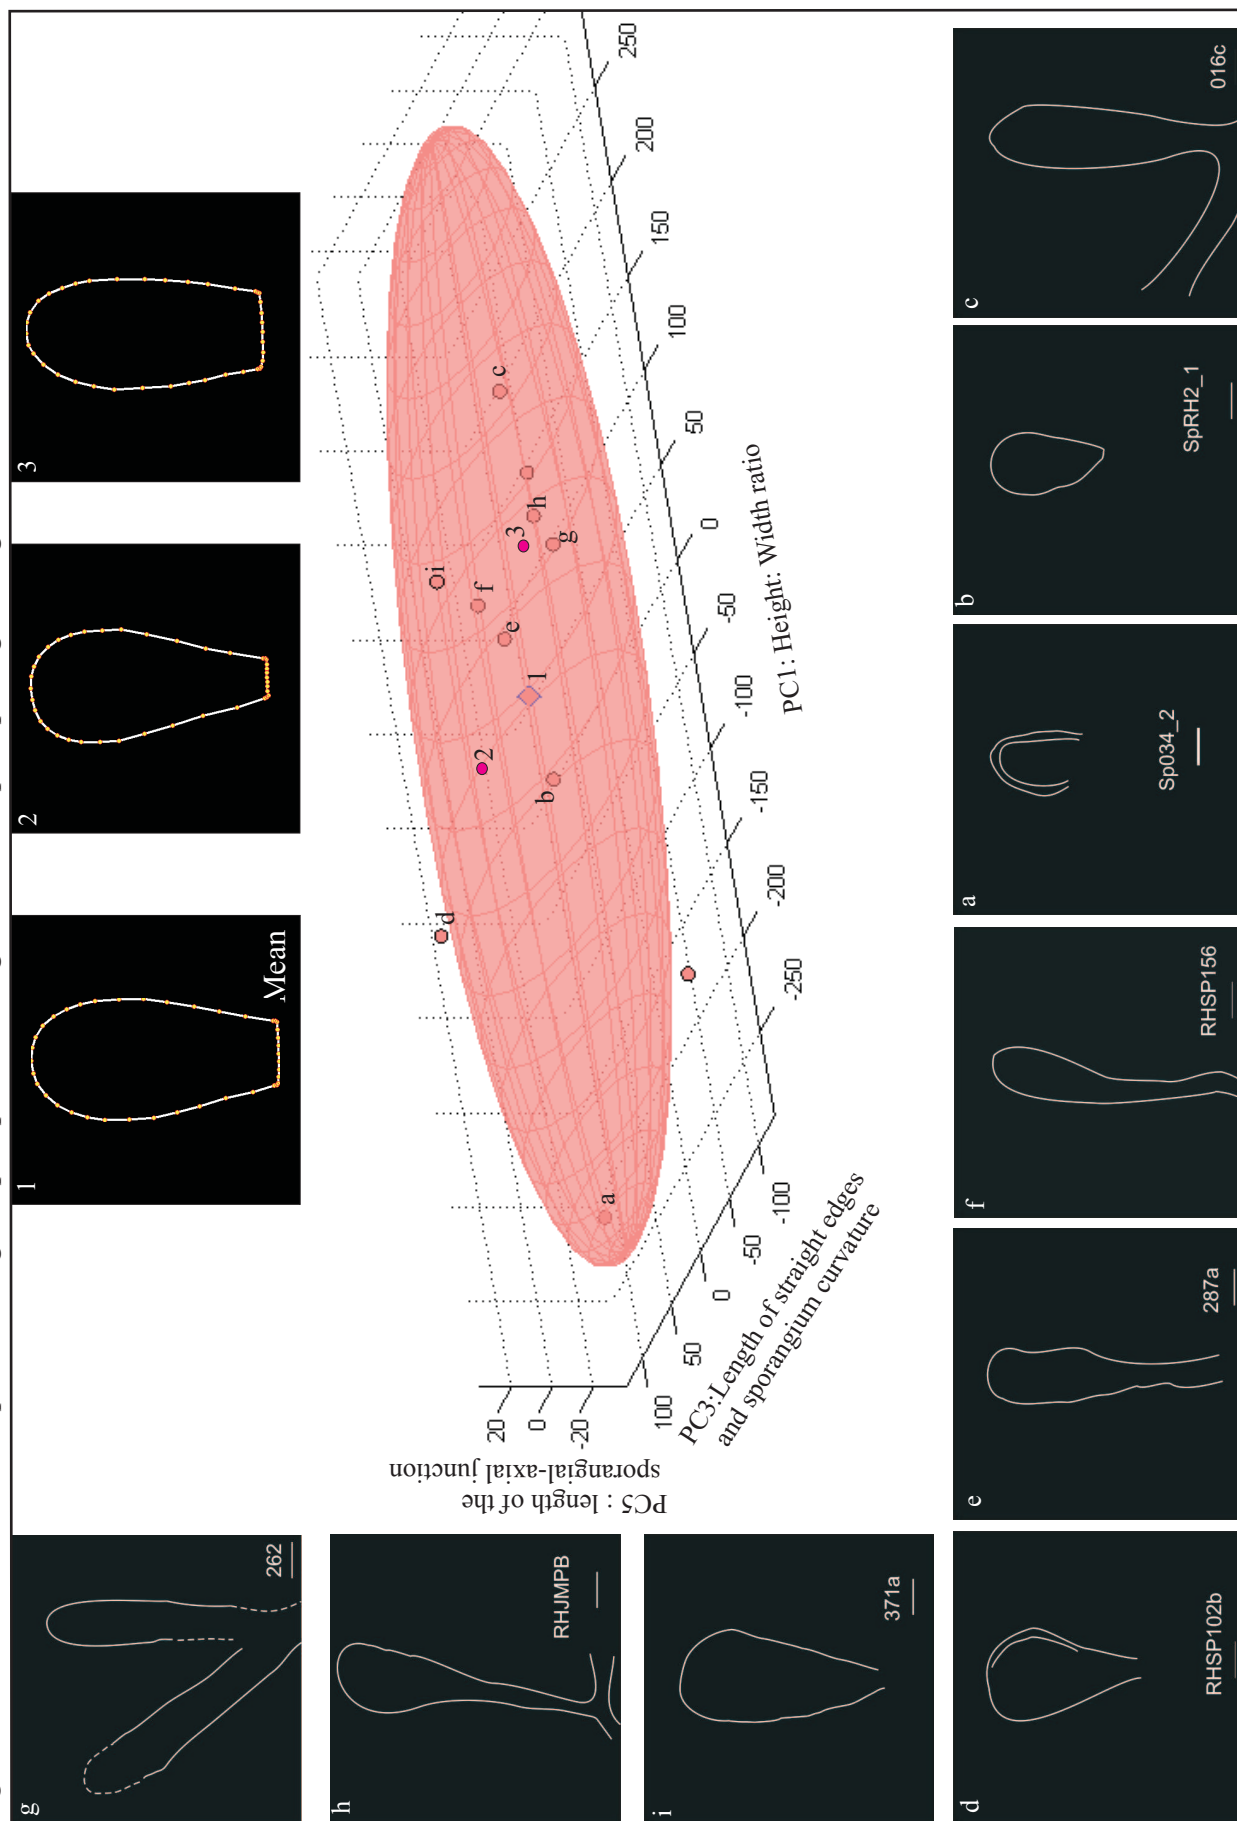 g
262
1
Mean
2
3
h
RHJMPB
i
371a
PC5 : length of the
sporangial-axial junction
20
0
-20
PC3:Length of straight edges
and sporangium curvature
100
50
0
-50
-100
PC1: Height: Width ratio
-250
-200
-150
-100
-50
0
50
100
150
200
250
a
d
b
2
1
e
f
i
3
g
h
c
d
RHSP102b
e
287a
f
RHSP156
a
Sp034_2
b
SpRH2_1
c
016c